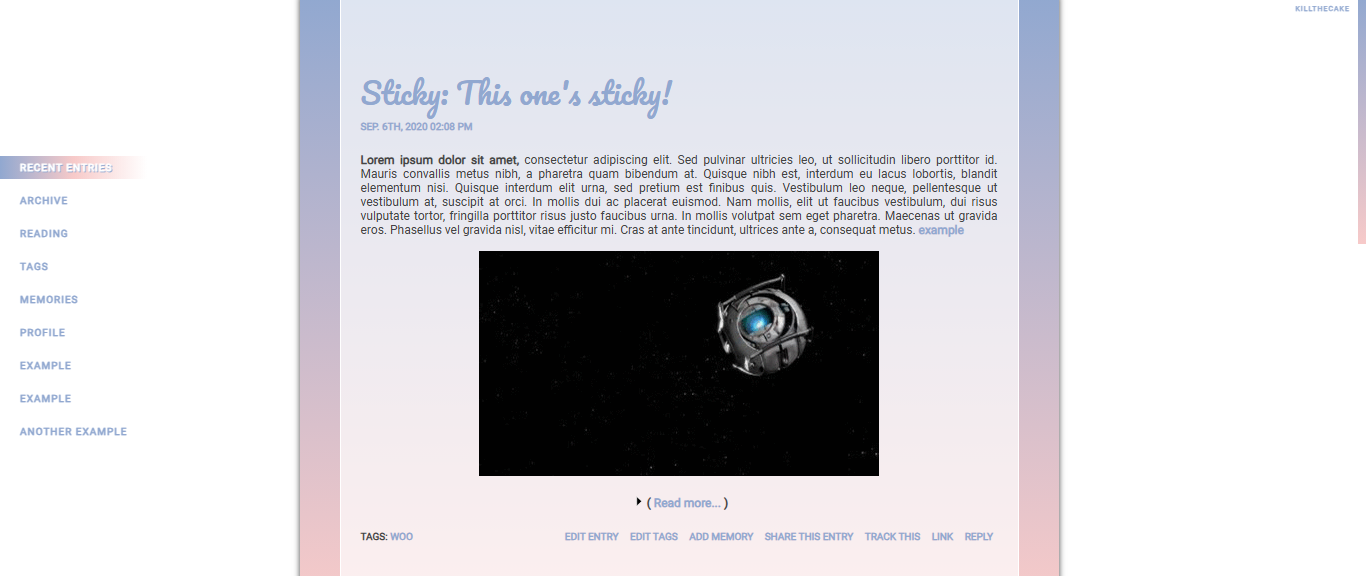 KILLTHECAKE
RECENT ENTRIES
ARCHIVE
READING
TAGS
MEMORIES
PROFILE
EXAMPLE
EXAMPLE
ANOTHER EXAMPLE
Sticky: This one's sticky!
SEP. 6TH, 2020 02:08 PM
Lorem ipsum dolor sit amet, consectetur adipiscing elit. Sed pulvinar ultricies leo, ut sollicitudin libero porttitor id.
Mauris convallis metus nibh, a pharetra quam bibendum at. Quisque nibh est, interdum eu lacus lobortis, blandit
elementum nisi. Quisque interdum elit urna, sed pretium est finibus quis. Vestibulum leo neque, pellentesque ut
vestibulum at, suscipit at orci. In mollis dui ac placerat euismod. Nam mollis, elit ut faucibus vestibulum, dui risus
vulputate tortor, fringilla porttitor risus justo faucibus urna. In mollis volutpat sem eget pharetra. Maecenas ut gravida
eros. Phasellus vel gravida nisl, vitae efficitur mi. Cras at ante tincidunt, ultrices ante a, consequat metus. example
( Read more... )
TAGS: WOO EDIT ENTRY EDIT TAGS ADD MEMORY SHARE THIS ENTRY TRACK THIS LINK REPLY